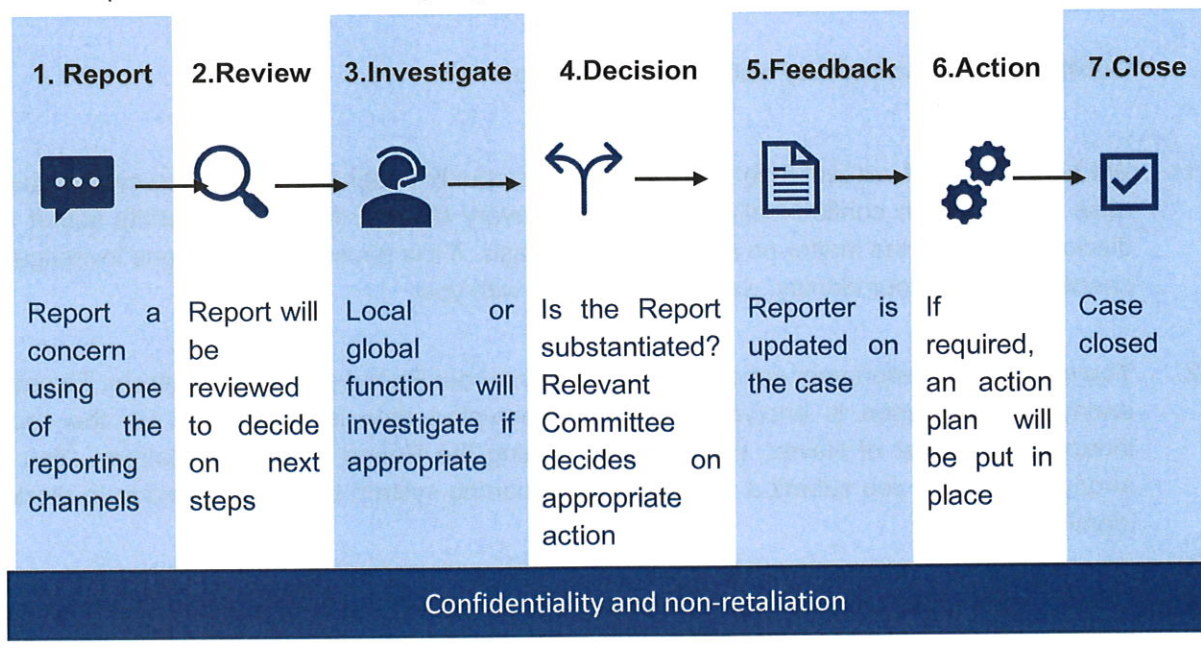 1. Report
2.Review
3.Investigate
4.Decision
5.Feedback
6.Action
7.Close
Report a
concern
using one
of the
reporting
channels
Report will
be
reviewed
to decide
on next
steps
Local or
global
function will
investigate if
appropriate
Is the Report
substantiated?
Relevant
Committee
decides on
appropriate
action
Reporter is
updated on
the case
If
required,
an action
plan will
be put in
place
Case
closed
Confidentiality and non-retaliation